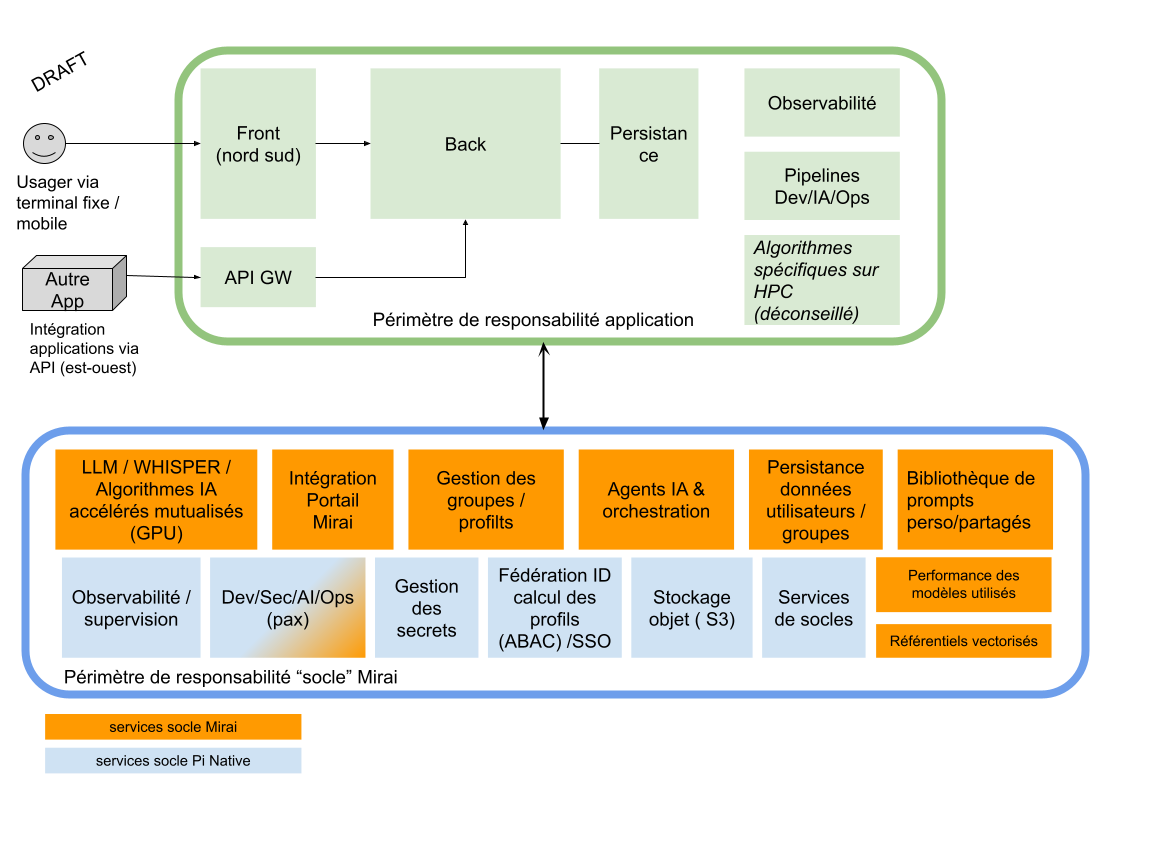 DRAFT
Usager via
terminal fixe /
mobile
Front
(nord sud)
Back
Persistan
ce
Observabilité
Pipelines
Dev/IA/Ops
Algorithmes
spécifiques sur
HPC
(déconseillé)
Autre
App
Intégration
applications via
API (est-ouest)
API GW
Périmètre de responsabilité application
LLM / WHISPER /
Algorithmes IA
accélérés mutualisés
(GPU)
Intégration
Portail
Mirai
Gestion des
groupes /
profilts
Agents IA &
orchestration
Persistance
données
utilisateurs /
groupes
Bibliothèque de
prompts
perso/partagés
Observabilité /
supervision
Dev/Sec/AI/Ops
(pax)
Gestion
des
secrets
Fédération ID
calcul des
profils
(ABAC) /SSO
Stockage
objet ( S3)
Services
de socles
Performance des
modèles utilisés
Référentiels vectorisés
Périmètre de responsabilité “socle” Mirai
services socle Mirai
services socle Pi Native